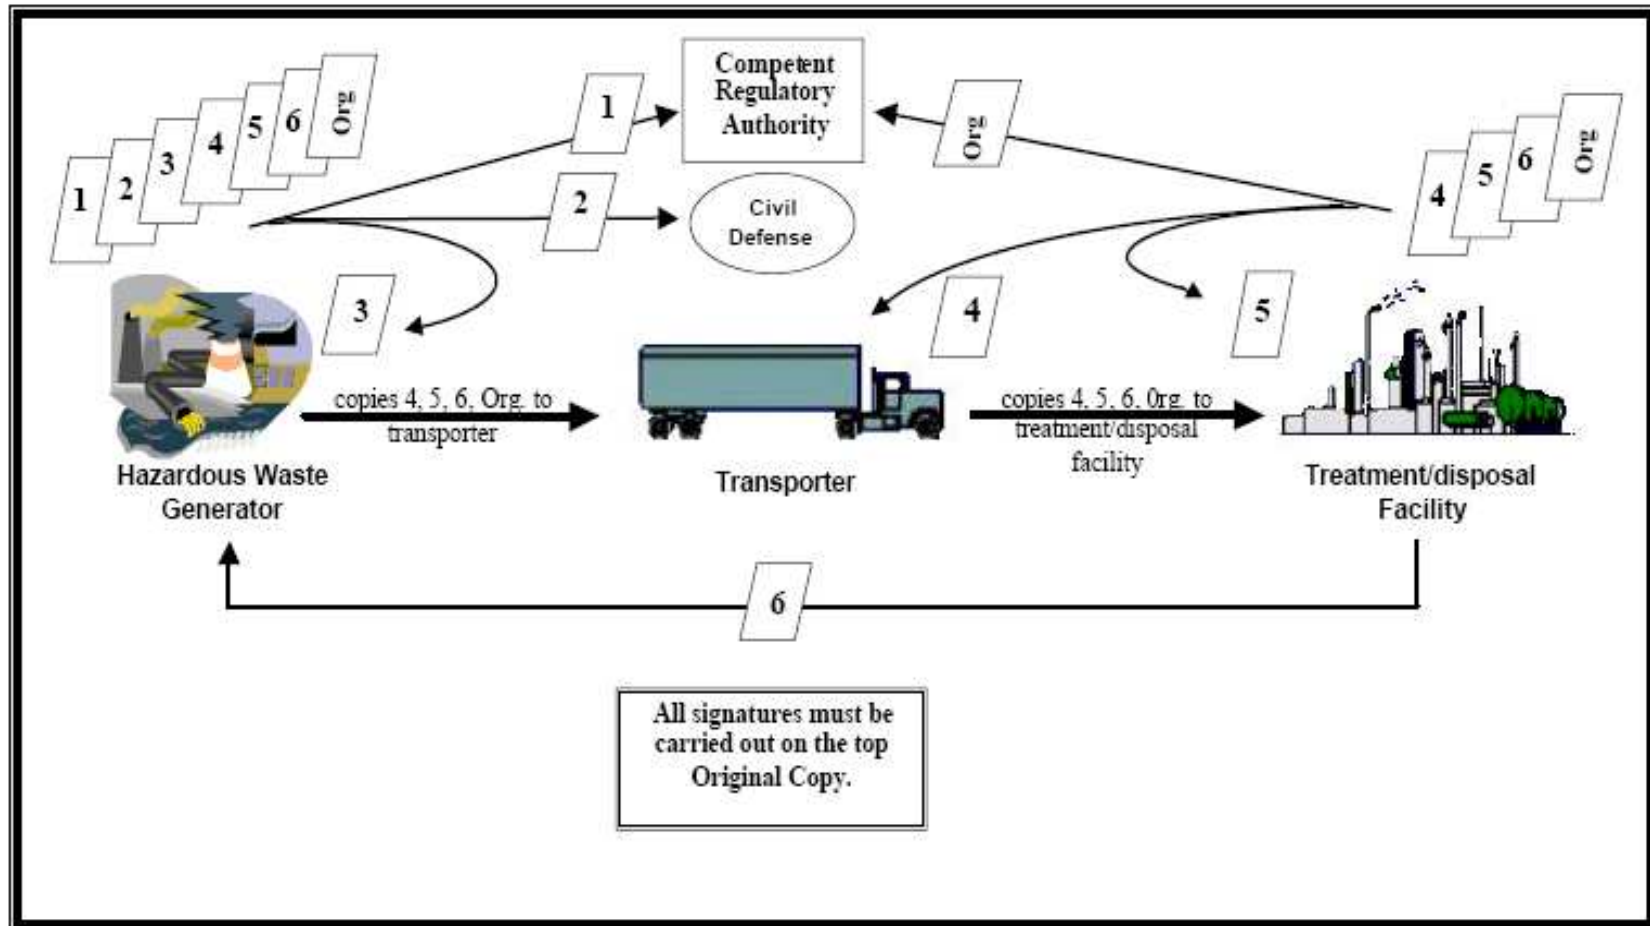 1
2
3
4
5
6
Org
1
Competent
Regulatory
Authority
Org
4
5
6
Org
2
Civil
Defense
3
4
5
copies 4, 5, 6, Org. to
transporter
copies 4, 5, 6, 0rg. to
treatment/disposal
facility
Hazardous Waste
Generator
Transporter
Treatment/disposal
Facility
6
All signatures must be
carried out on the top
Original Copy.